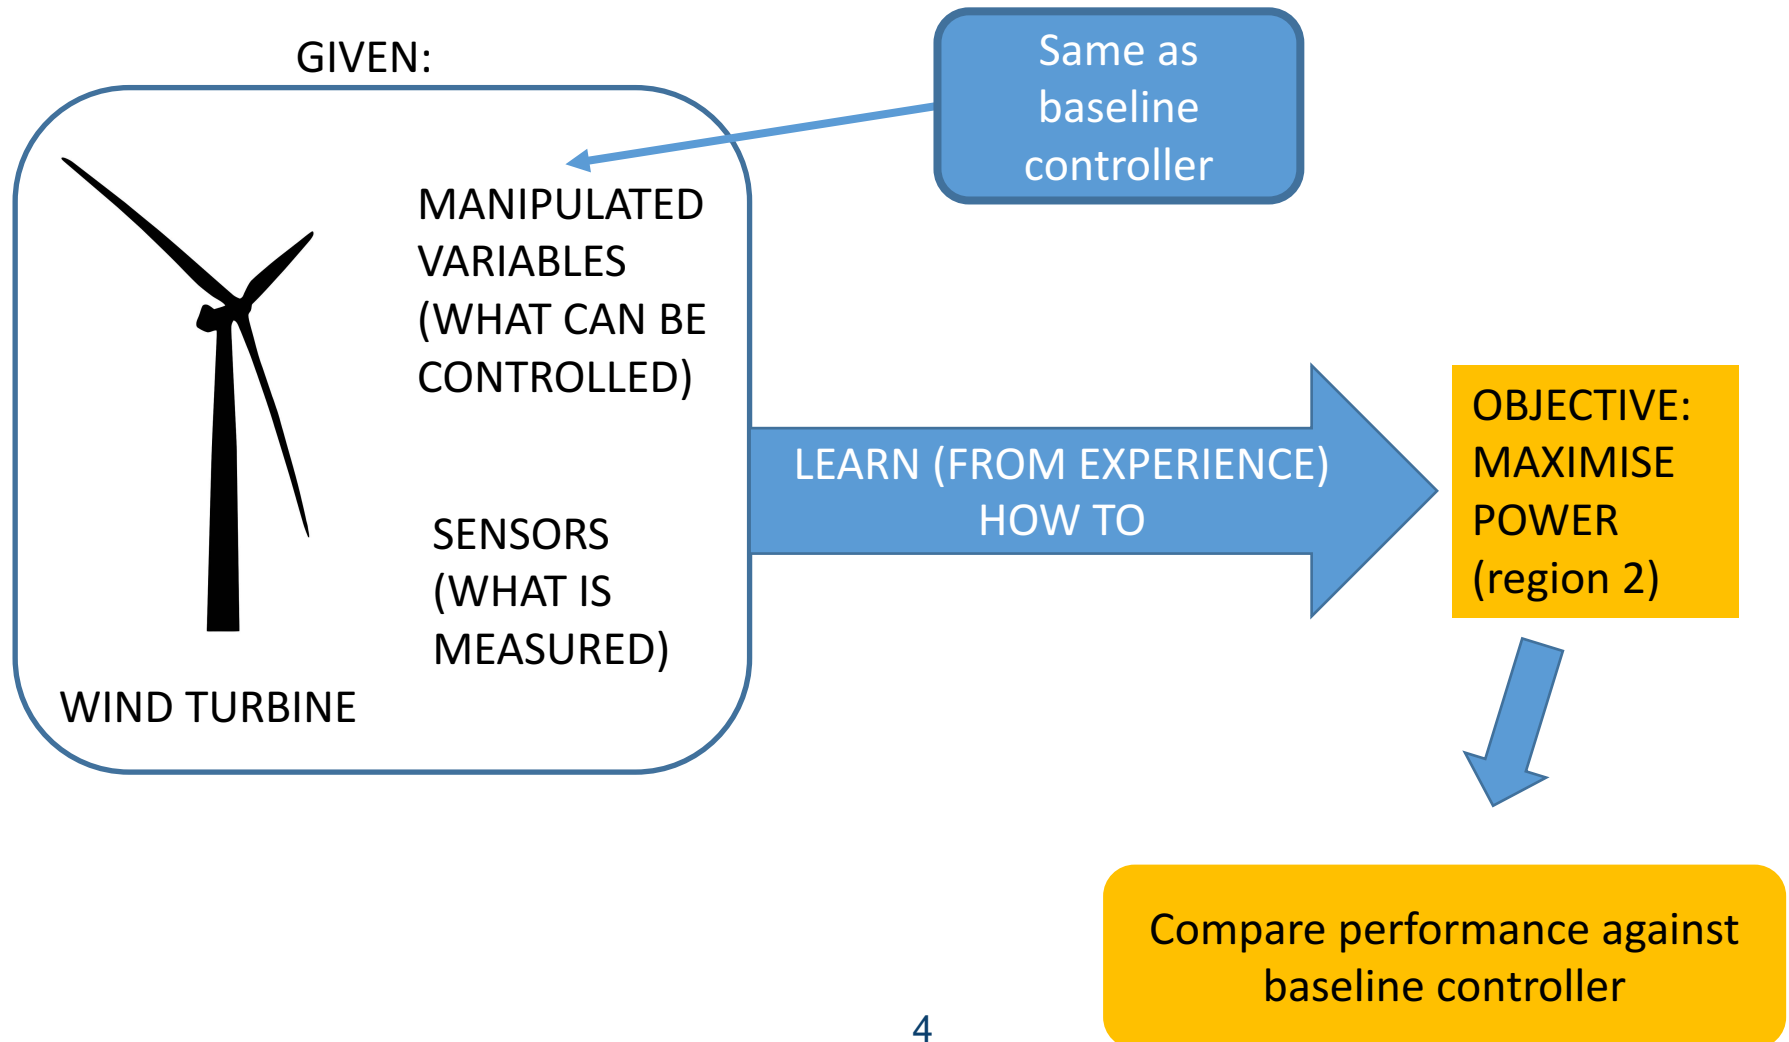 GIVEN:
Same as
baseline
controller
MANIPULATED
VARIABLES
(WHAT CAN BE
CONTROLLED)
SENSORS
(WHAT IS
MEASURED)
WIND TURBINE
LEARN (FROM EXPERIENCE)
HOW TO
OBJECTIVE:
MAXIMISE
POWER
(region 2)
Compare performance against
baseline controller
4